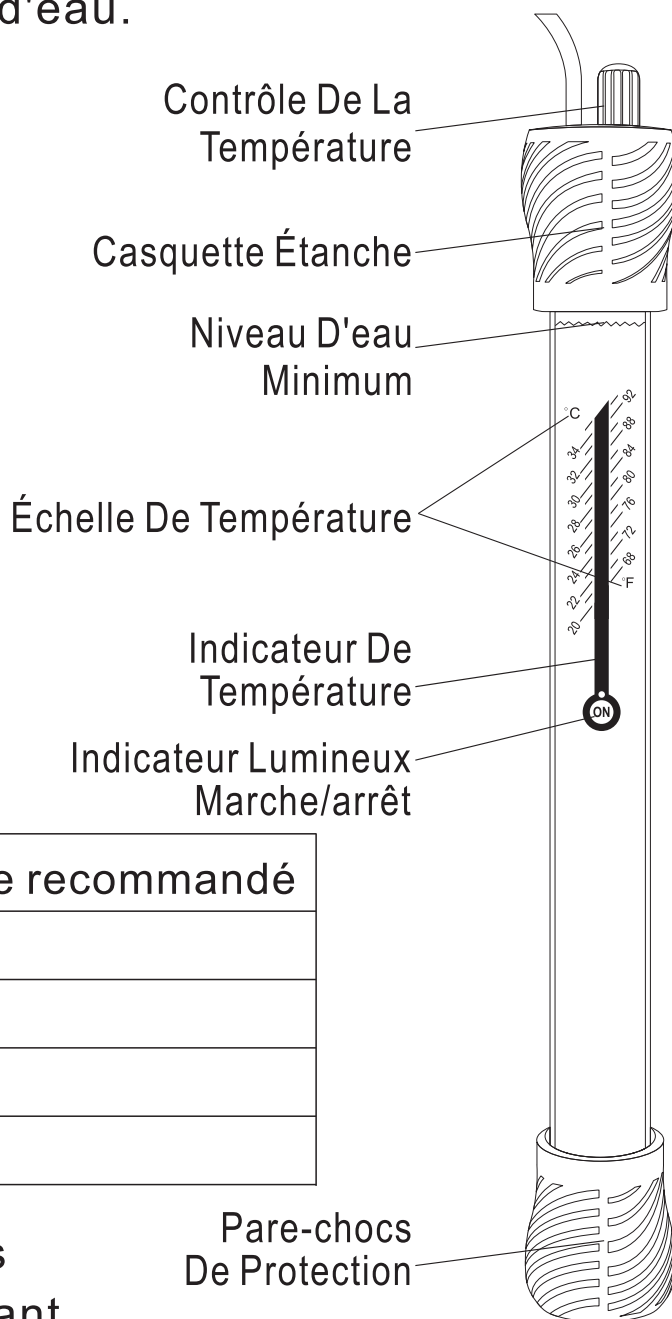 d'eau.
Contrôle De La
Température
Casquette Étanche
Niveau D'eau
Minimum
°C
92
88
34
84
32
80
30
76
28
Échelle De Température
72
26
68
24
°F
22
20
Indicateur De
Température
ON
Indicateur Lumineux
Marche/arrêt
e recommandé
Pare-chocs
De Protection
s
ant